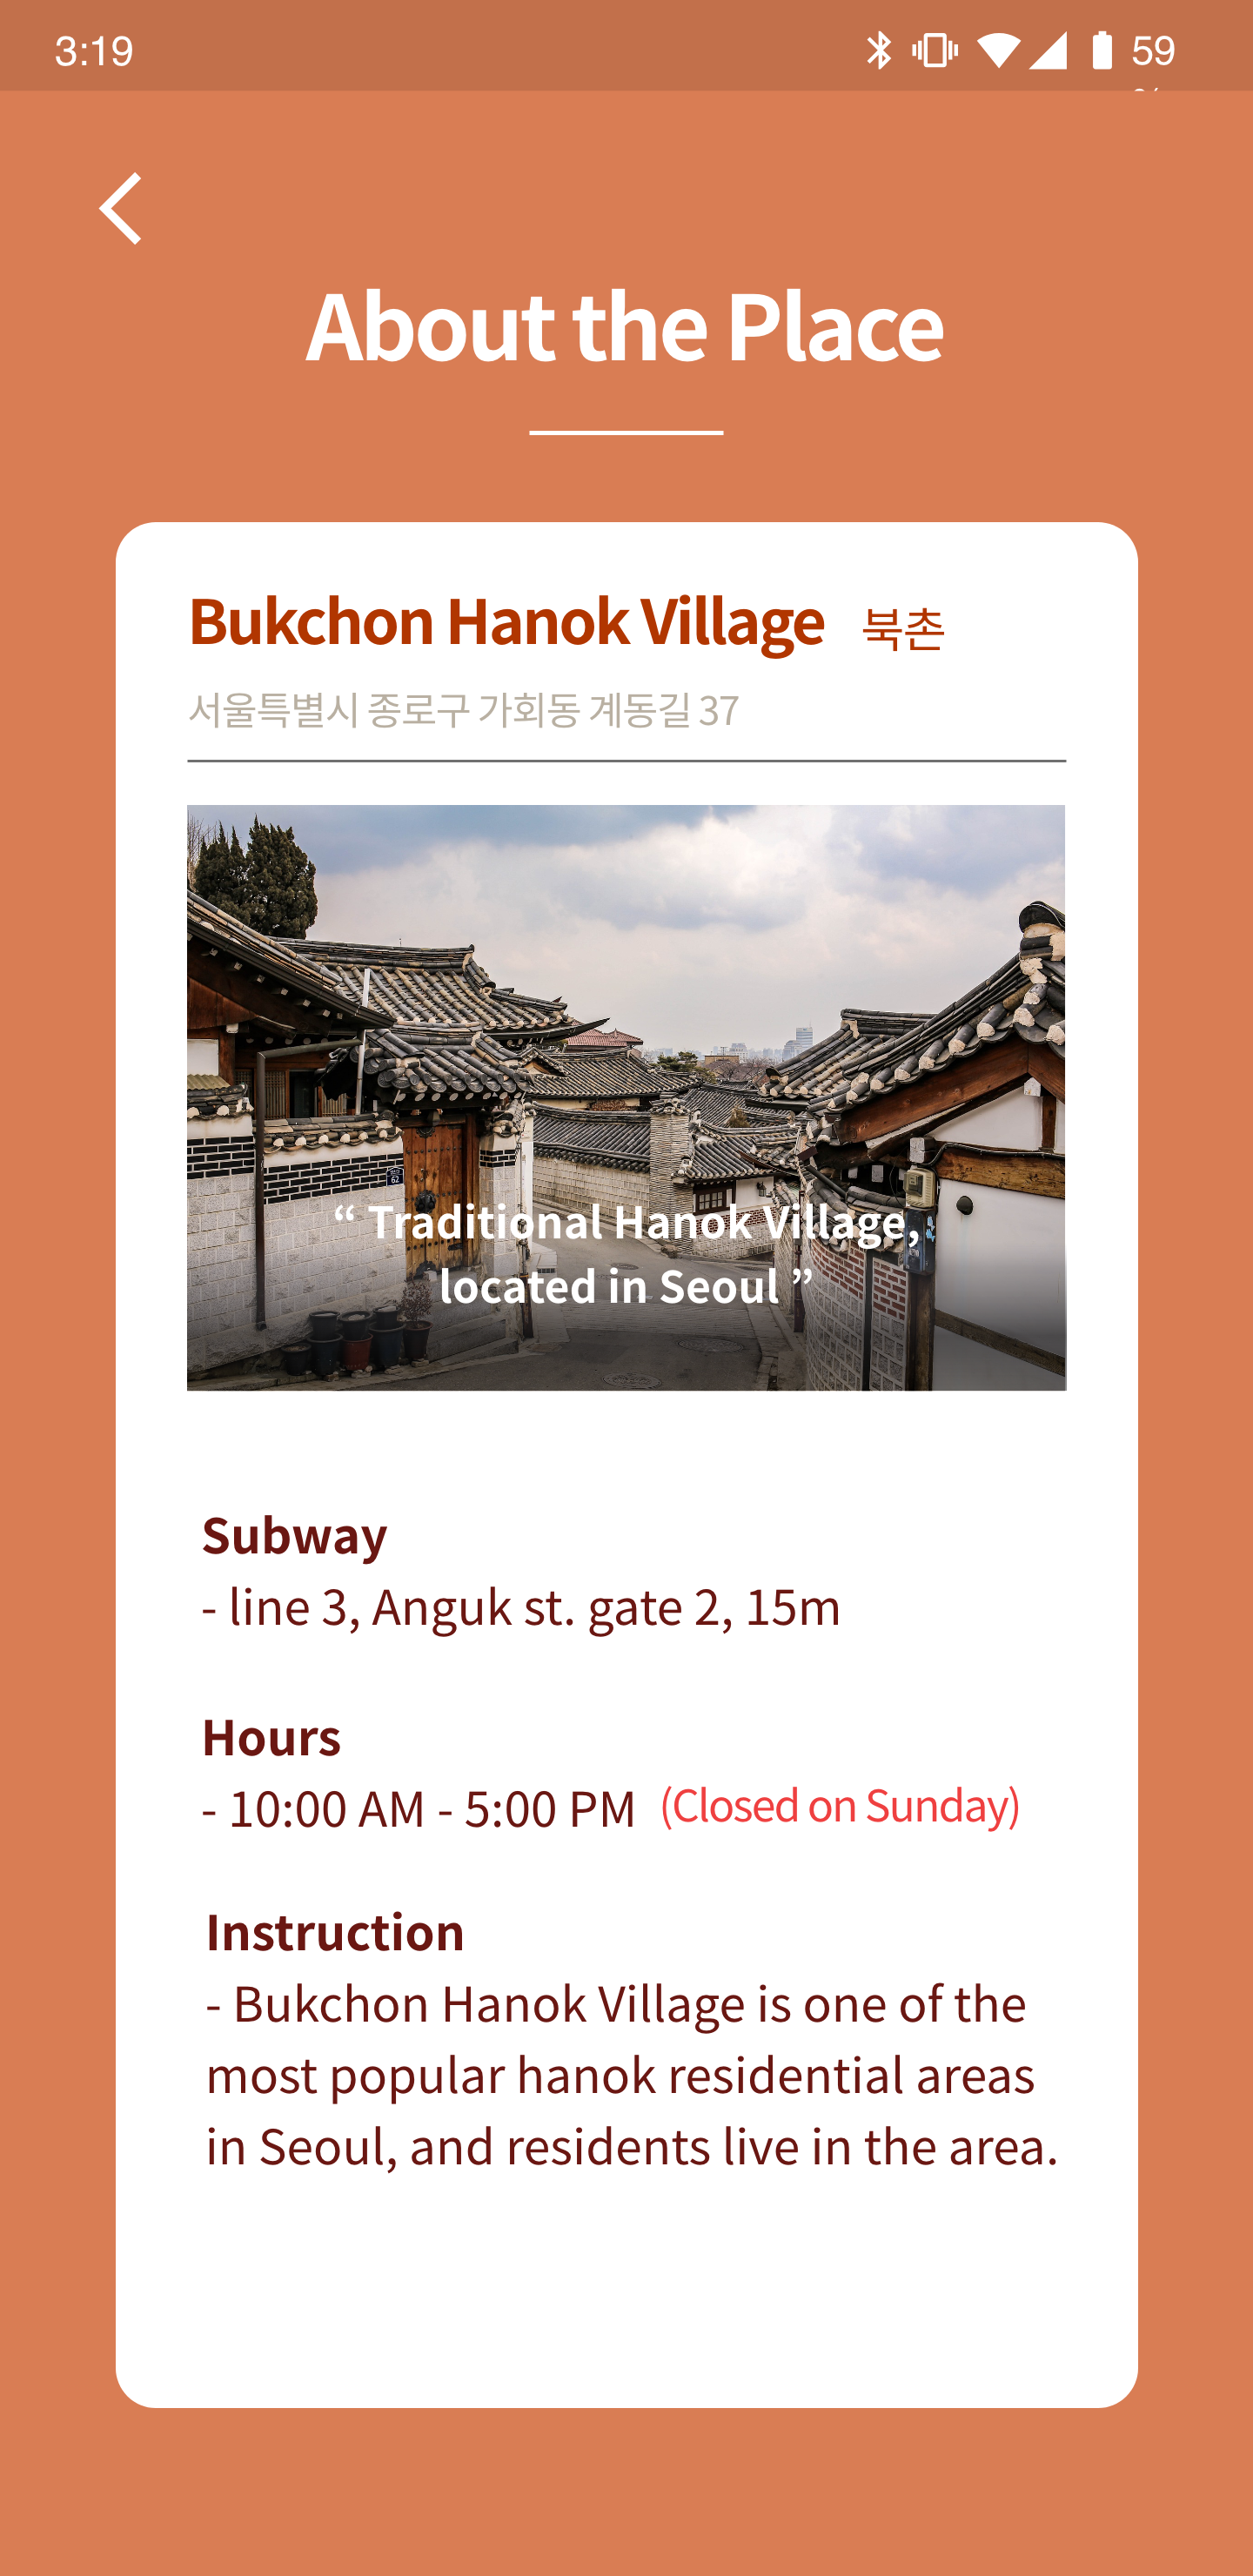 3:19
59
About the Place
Bukchon Hanok Village 북촌
서울특별시 종로구 가회동 계동길 37
62
“ Traditional Hanok Village,
located in Seoul ”
Subway
- line 3, Anguk st. gate 2, 15m
Hours
- 10:00 AM - 5:00 PM (Closed on Sunday)
Instruction
- Bukchon Hanok Village is one of the
most popular hanok residential areas
in Seoul, and residents live in the area.